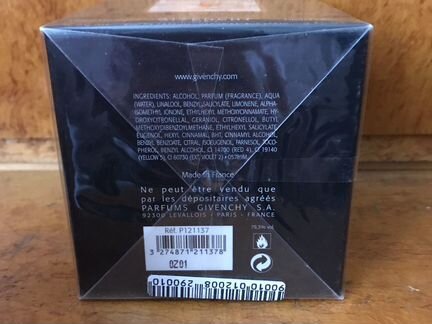 www.givenchy.com
INGREDIENTS: ALCOHOL, PARFUM (FRAGRANCE), AQUA
(WATER), LINALOOL, BENZYL SALICYLATE, LIMONENE, ALPHA-
ISOMETHYL IONONE, ETHYLHEXYL METHOXYCINNAMATE, HY-
DROXYCITRONELLAL, GERANIOL, CITRONELLOL, BUTYL
METHOXYDIBENZOYLMETHANE, ETHYLHEXYL SALICYLATE
EUGENOL, HEXYL CINNAMAL, BHT, CINNAMYL ALCOHOL,
BENZYL BENZOATE, CITRAL, ISOEUGENOL, FARNESOL, TOCO-
PHEROL, BENZYL ALCOHOL, CI 14700 (RED 4), CI 19140
(YELLOW 5), CI 60730 (EXT. VIOLET 2)
Made in France
Ne peut être vendu que
par les dépositaires agréés
PARFUMS GIVENCHY S.A.
92300 LEVALLOIS - PARIS - FRANCE
Réf. P121137
3 274871 211378
0Z01
90010 012008 290010